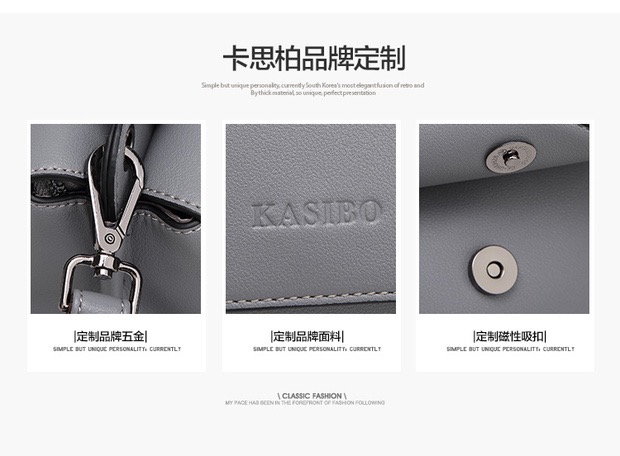 卡思柏品牌定制
Simple but unique personality, currently South Korea's most elegant fusion of retro and
By thick material, so unique, perfect presentation
KASIBO
|定制品牌五金|
SIMPLE BUT UNIQUE PERSONALITY, CURRENTLY
|定制品牌面料|
SIMPLE BUT UNIQUE PERSONALITY, CURRENTLY
|定制磁性吸扣|
SIMPLE BUT UNIQUE PERSONALITY, CURRENTLY
\ CLASSIC FASHION \
MY PACE HAS BEEN IN THE FOREFRONT OF FASHION FOLLOWING